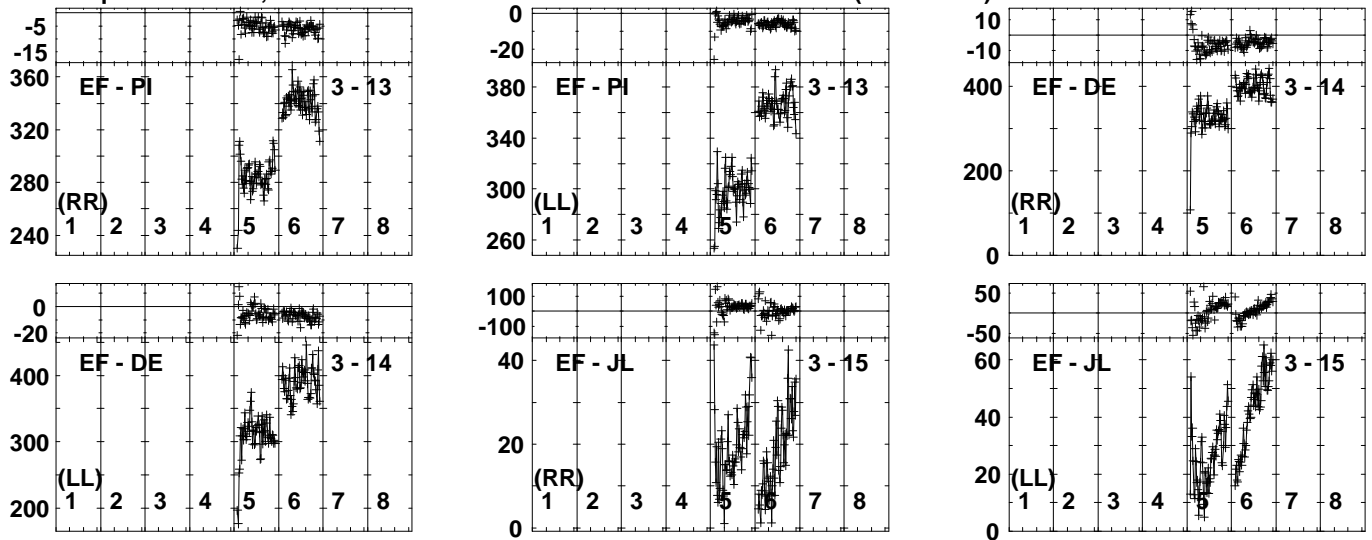 -5
-15
360
EF - PI 3 - 13
320
280
(RR)
1 2 3 4 5 6 7 8
240
0
-20
380
EF - PI 3 - 13
340
300
(LL)
1 2 3 4 5 6 7 8
260
10
-10
400
EF - DE 3 - 14
200
(RR)
1 2 3 4 5 6 7 8
0
0
-20
400
EF - DE 3 - 14
300
(LL)
1 2 3 4 5 6 7 8
200
100
-100
40
EF - JL 3 - 15
20
(RR)
1 2 3 4 5 6 7 8
0
50
-50
60
EF - JL 3 - 15
40
20
(LL)
1 2 3 4 5 6 7 8
0